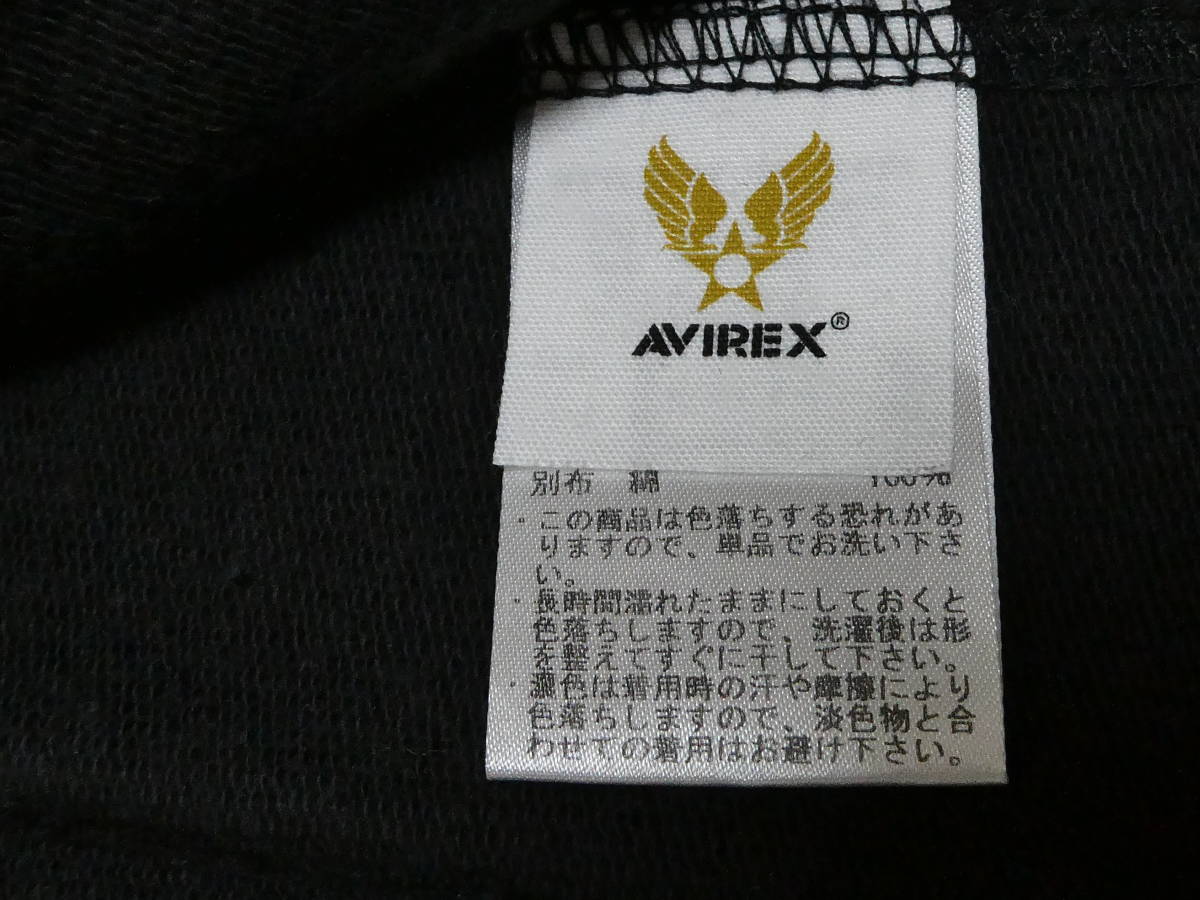 AVIREX®
別布 綿 100%
・この商品は色落ちする恐れがあ
りますので、単品でお洗い下さ
い。
・長時間濡れたままにしておくと
色落ちしますので、洗濯後は形
を整えてすぐに干して下さい。
・濃色は着用時の汗や摩擦により
色落ちしますので、淡色物と合
わせての着用はお避け下さい。